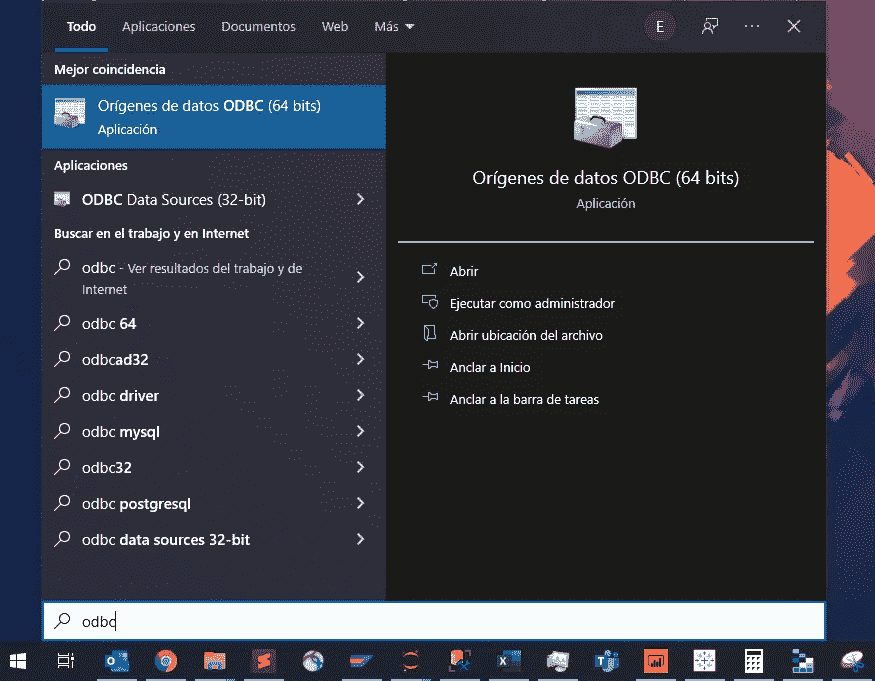 Todo Aplicaciones Documentos Web Más E
Mejor coincidencia
Orígenes de datos ODBC (64 bits)
Aplicación
Aplicaciones
ODBC Data Sources (32-bit)
Buscar en el trabajo y en Internet
odbc - Ver resultados del trabajo y de
Internet
odbc 64
odbcad32
odbc driver
odbc mysql
odbc32
odbc postgresql
odbc data sources 32-bit
Orígenes de datos ODBC (64 bits)
Aplicación
Abrir
Ejecutar como administrador
Abrir ubicación del archivo
Anclar a Inicio
Anclar a la barra de tareas
odbc